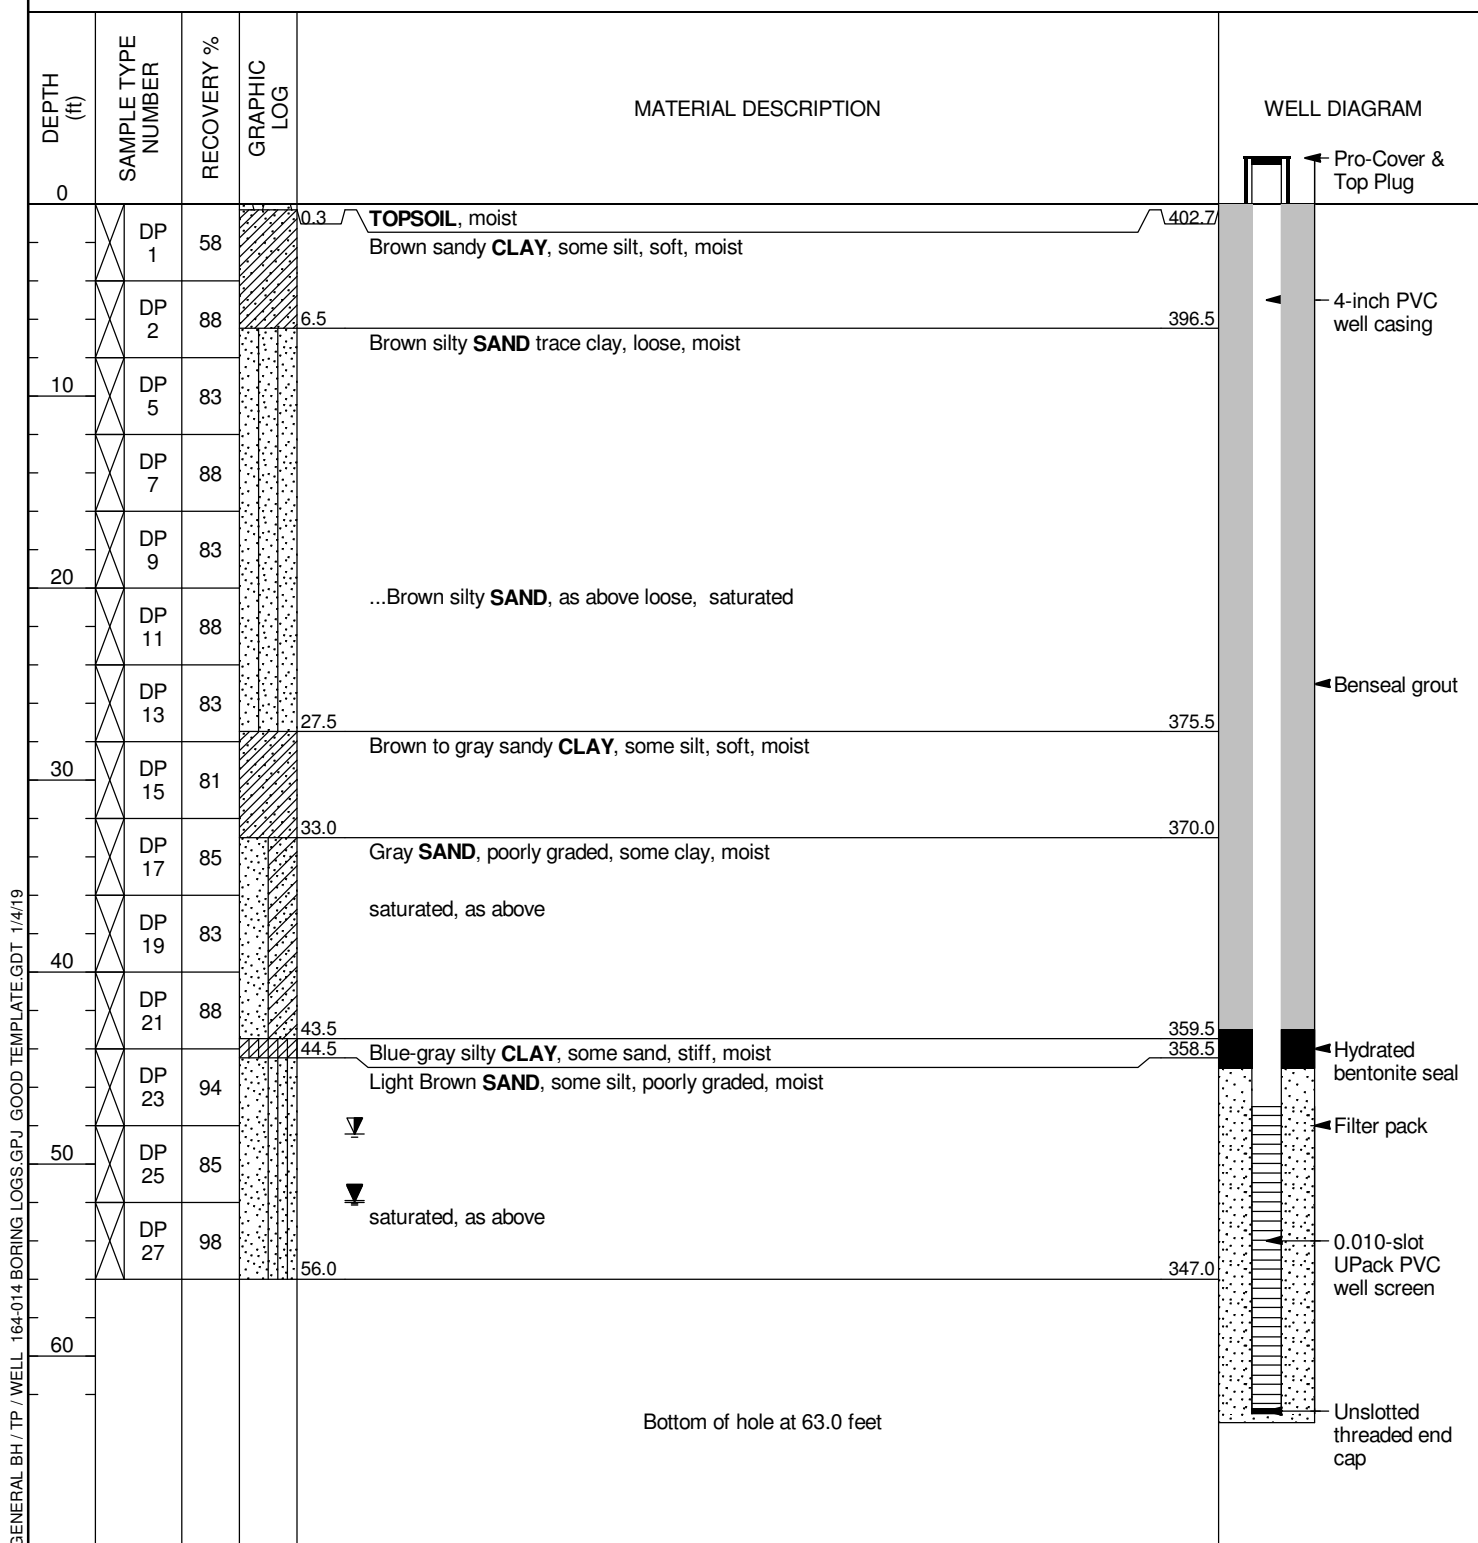 DEPTH
(ft)
SAMPLE TYPE
NUMBER
RECOVERY %
GRAPHIC
LOG
MATERIAL DESCRIPTION
WELL DIAGRAM
Pro-Cover &
Top Plug
0
0.3 TOPSOIL, moist 402.7
DP
1
58
Brown sandy CLAY, some silt, soft, moist
4-inch PVC
well casing
DP
2
88
6.5 396.5
Brown silty SAND trace clay, loose, moist
10
DP
5
83
DP
7
88
DP
9
83
20
...Brown silty SAND, as above loose, saturated
DP
11
88
DP
13
83
Benseal grout
27.5 375.5
Brown to gray sandy CLAY, some silt, soft, moist
30
DP
15
81
33.0 370.0
Gray SAND, poorly graded, some clay, moist
DP
17
85
saturated, as above
DP
19
83
40
DP
21
88
43.5 359.5
44.5 Blue-gray silty CLAY, some sand, stiff, moist 358.5
Hydrated
bentonite seal
Light Brown SAND, some silt, poorly graded, moist
DP
23
94
Filter pack
50
DP
25
85
saturated, as above
DP
27
98
0.010-slot
UPack PVC
well screen
56.0 347.0
60
Bottom of hole at 63.0 feet
Unslotted
threaded end
cap
GENERAL BH / TP / WELL 164-014 BORING LOGS.GPJ GOOD TEMPLATE.GDT 1/4/19